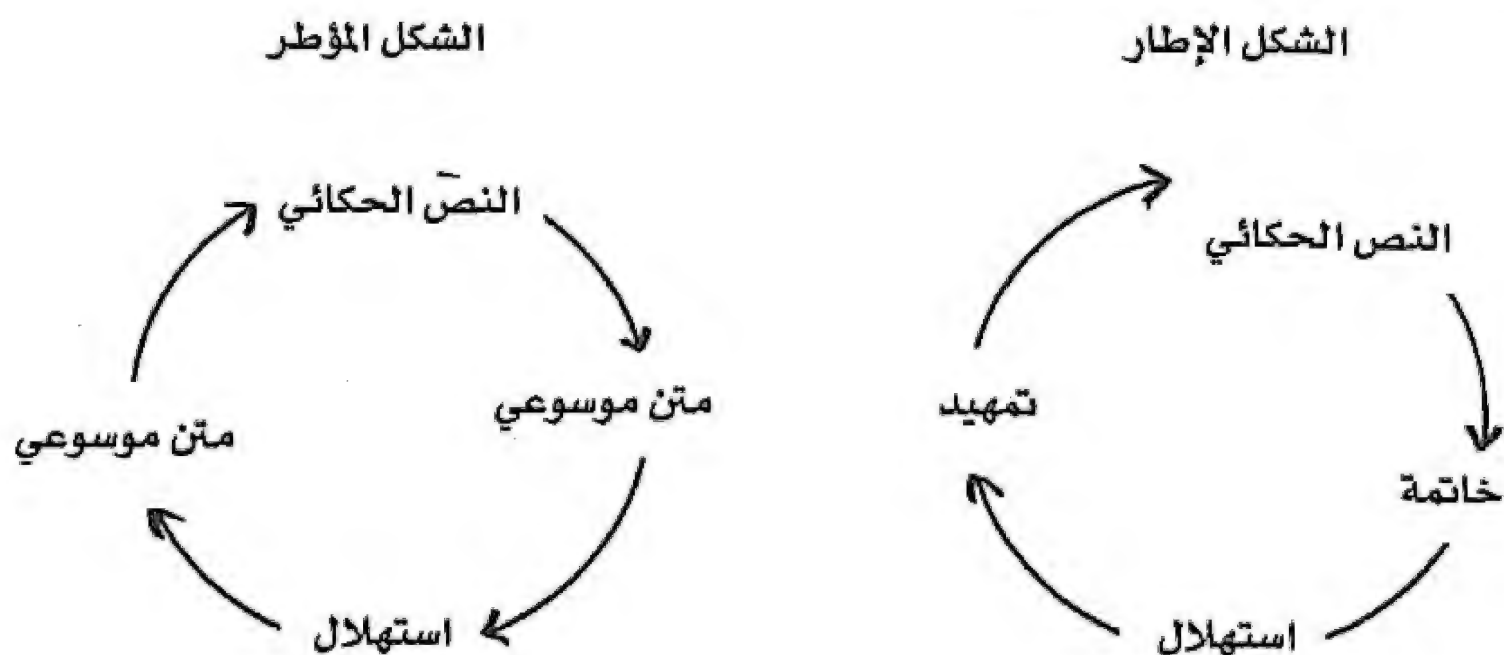 الشكل الإطار
النص الحكائي
تمهيد
خاتمة
استهلال
الشكل المؤطر
النصّ الحكائي
متن موسوعي
متن موسوعي
استهلال